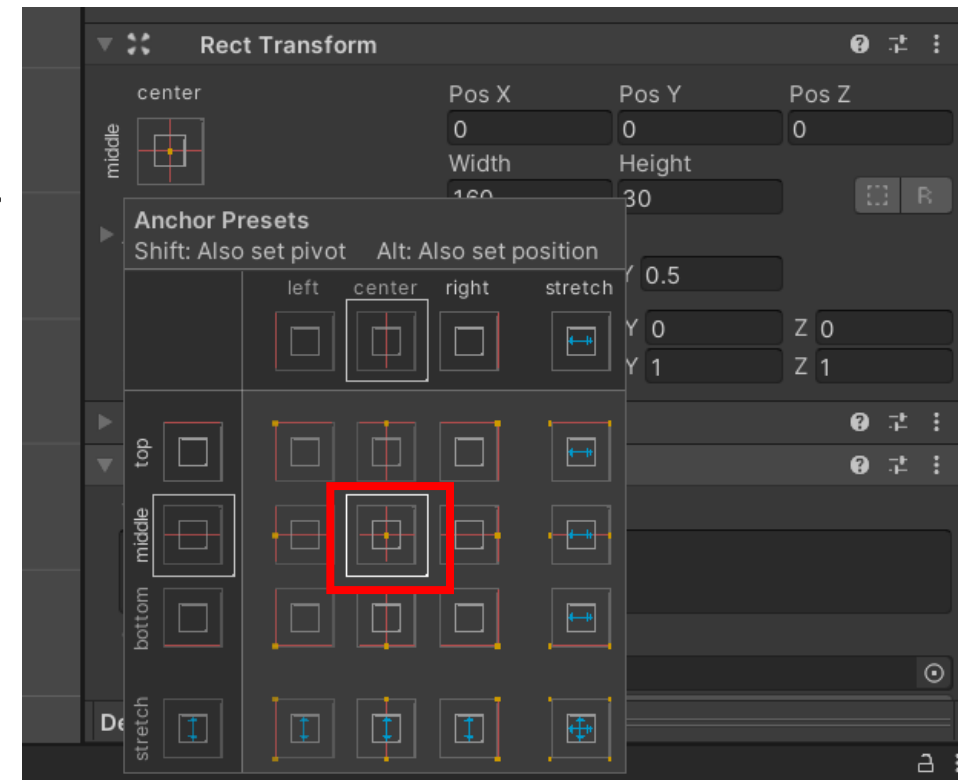 Rect Transform
center
Pos X Pos Y Pos Z
middle
0 0 0
Width Height
160 30
R
Anchor Presets
Shift: Also set pivot Alt: Also set position
Y 0.5
left center right stretch
Y 0 Z 0
Y 1 Z 1
top
middle
bottom
stretch
De